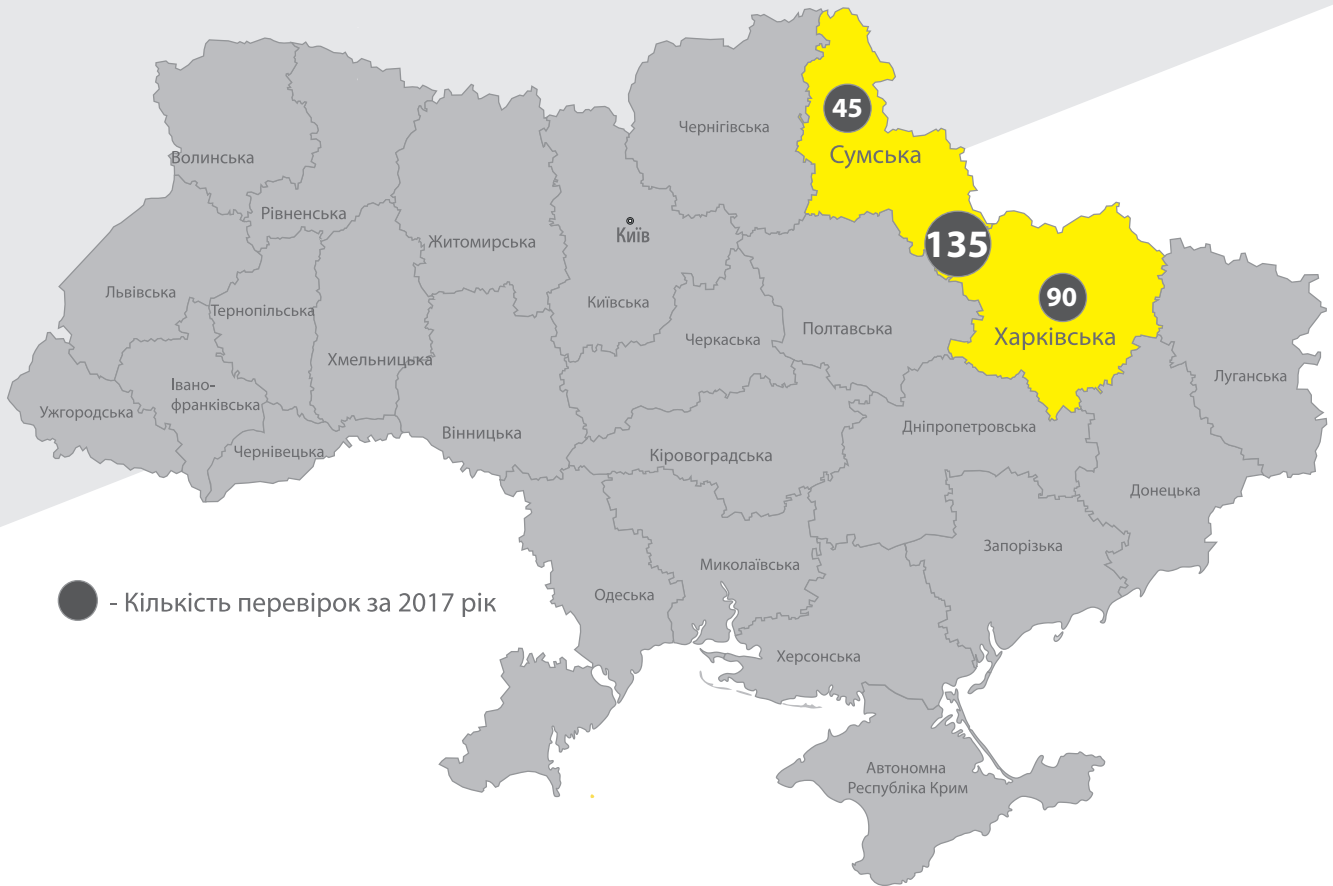 45
Сумська
Чернігівська
Волинська
Рівненська
Житомирська
Київ
135
90
Харківська
Львівська
Тернопільська
Київська
Черкаська
Полтавська
Хмельницька
Луганська
Івано-
франківська
Ужгородська
Чернівецька
Вінницька
Кіровоградська
Дніпропетровська
Донецька
Запорізька
Миколаївська
Одеська
- Кількість перевірок за 2017 рік
Херсонська
Автономна
Республіка Крим